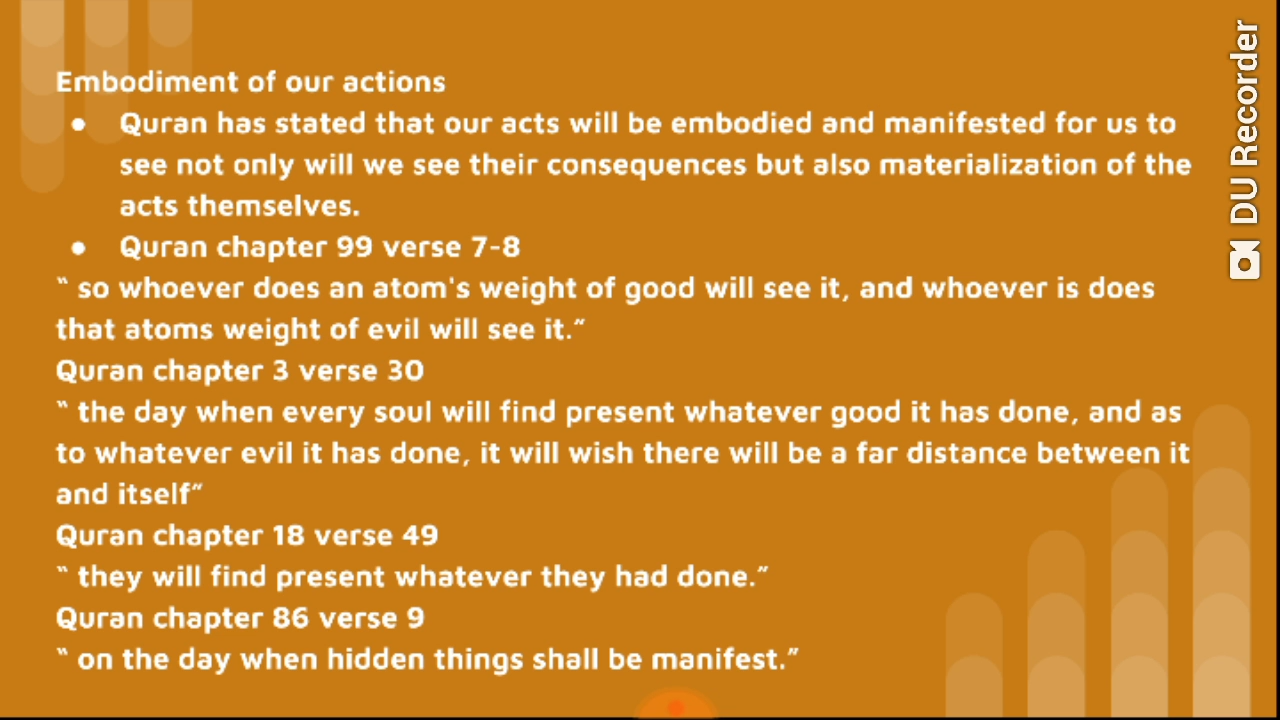 Embodiment of our actions
● Quran has stated that our acts will be embodied and manifested for us to
see not only will we see their consequences but also materialization of the
acts themselves.
● Quran chapter 99 verse 7-8
“ so whoever does an atom's weight of good will see it, and whoever is does
that atoms weight of evil will see it.”
Quran chapter 3 verse 30
“ the day when every soul will find present whatever good it has done, and as
to whatever evil it has done, it will wish there will be a far distance between it
and itself”
Quran chapter 18 verse 49
“ they will find present whatever they had done.”
Quran chapter 86 verse 9
“ on the day when hidden things shall be manifest.”
DU Recorder